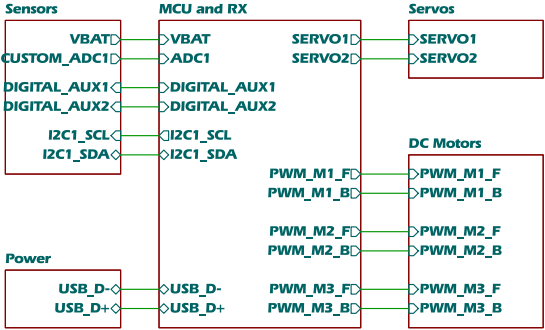 Sensors
VBAT
CUSTOM_ADC1
DIGITAL_AUX1
DIGITAL_AUX2
I2C1_SCL
I2C1_SDA
Power
USB_D-
USB_D+
MCU and RX
VBAT
ADC1
DIGITAL_AUX1
DIGITAL_AUX2
I2C1_SCL
I2C1_SDA
USB_D-
USB_D+
SERVO1
SERVO2
PWM_M1_F
PWM_M1_B
PWM_M2_F
PWM_M2_B
PWM_M3_F
PWM_M3_B
Servos
SERVO1
SERVO2
DC Motors
PWM_M1_F
PWM_M1_B
PWM_M2_F
PWM_M2_B
PWM_M3_F
PWM_M3_B